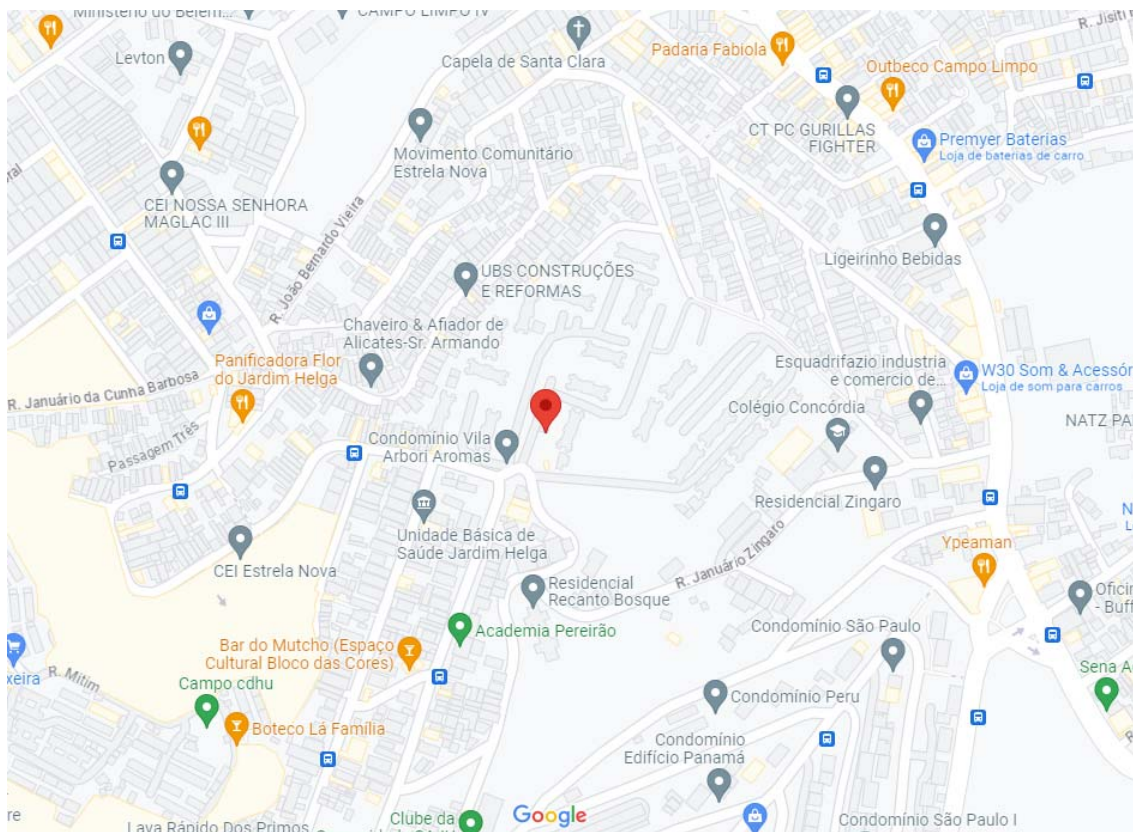 Ministério do Belém...
CAMPO LIMPO IV
Levton
Capela de Santa Clara
Padaria Fabiola
Outbeco Campo Limpo
CT PC GURILLAS
FIGHTER
Premyer Baterias
Loja de baterias de carro
Movimento Comunitário
Estrela Nova
CEI NOSSA SENHORA
MAGLAC III
R. João Bernardo Vieira
Ligeirinho Bebidas
UBS CONSTRUÇÕES
E REFORMAS
Chaveiro & Afiador de
Alicates-Sr. Armando
Panificadora Flor
do Jardim Helga
R. Januário da Cunha Barbosa
Esquadrifazio industria
e comercio de...
W30 Som & Acessór
Loja de som para carros
Colégio Concórdia
NATZ PA
Passagem Três
Condomínio Vila
Arbori Aromas
Residencial Zingaro
Unidade Básica de
Saúde Jardim Helga
CEI Estrela Nova
Ypeaman
R. Januário Zingaro
Residencial
Recanto Bosque
Oficin
- Buff
Academia Pereirão
Condomínio São Paulo
Bar do Mutcho (Espaço
Cultural Bloco das Cores)
R. Mitim
xeira
Campo cdhu
Sena A
Condomínio Peru
Boteco Lá Família
Condomínio
Edifício Panamá
Google
Clube da
Lava Rápido Dos Primos
Condomínio São Paulo I